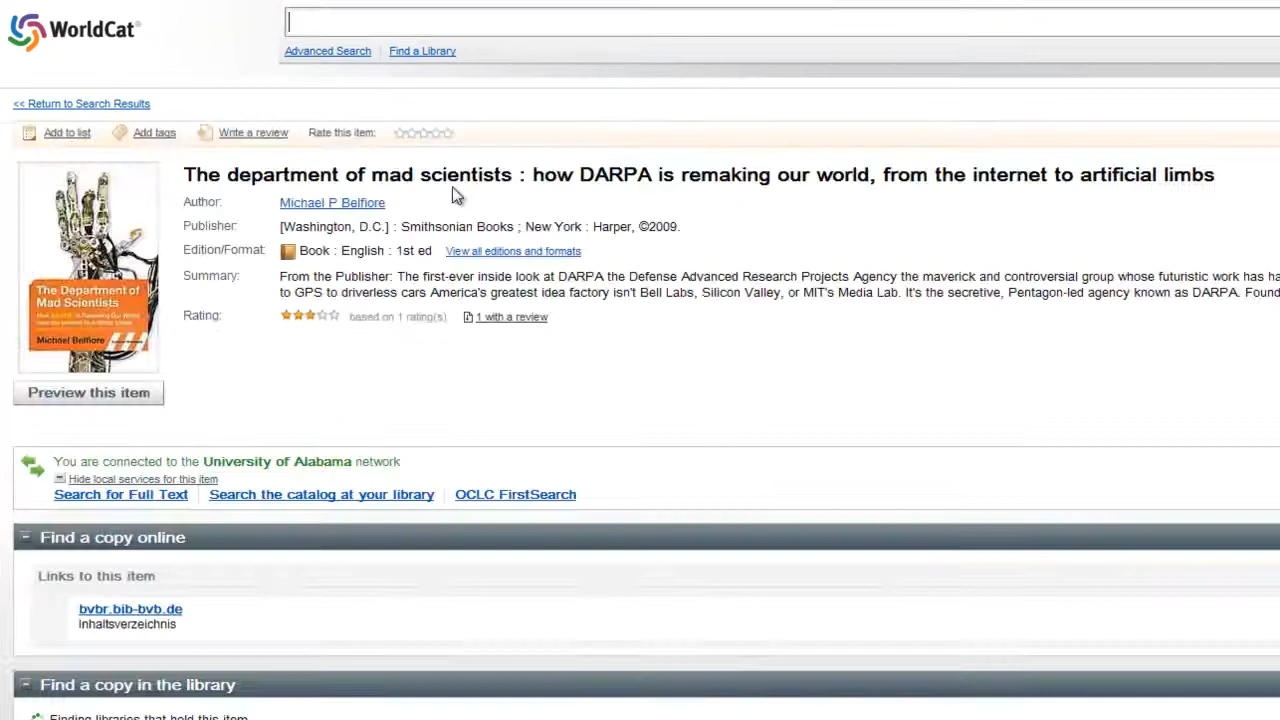 WorldCat®
Advanced Search | Find a Library
<< Return to Search Results
Add to list Add tags Write a review Rate this item:
The department of mad scientists : how DARPA is remaking our world, from the internet to artificial limbs
Author: Michael P Belfiore
Publisher: [Washington, D.C.] : Smithsonian Books ; New York : Harper, ©2009.
Edition/Format: Book : English : 1st ed View all editions and formats
Summary: From the Publisher: The first-ever inside look at DARPA the Defense Advanced Research Projects Agency the maverick and controversial group whose futuristic work has ha
to GPS to driverless cars America's greatest idea factory isn't Bell Labs, Silicon Valley, or MIT's Media Lab. It's the secretive, Pentagon-led agency known as DARPA. Found
Rating: based on 1 rating(s) 1 with a review
The Department of
Mad Scientists
Michael Belfiore
Preview this item
You are connected to the University of Alabama network
Hide local services for this item
Search for Full Text | Search the catalog at your library | OCLC FirstSearch
Find a copy online
Links to this item
bvbr.bib-bvb.de
Inhaltsverzeichnis
Find a copy in the library
Finding libraries that hold this item